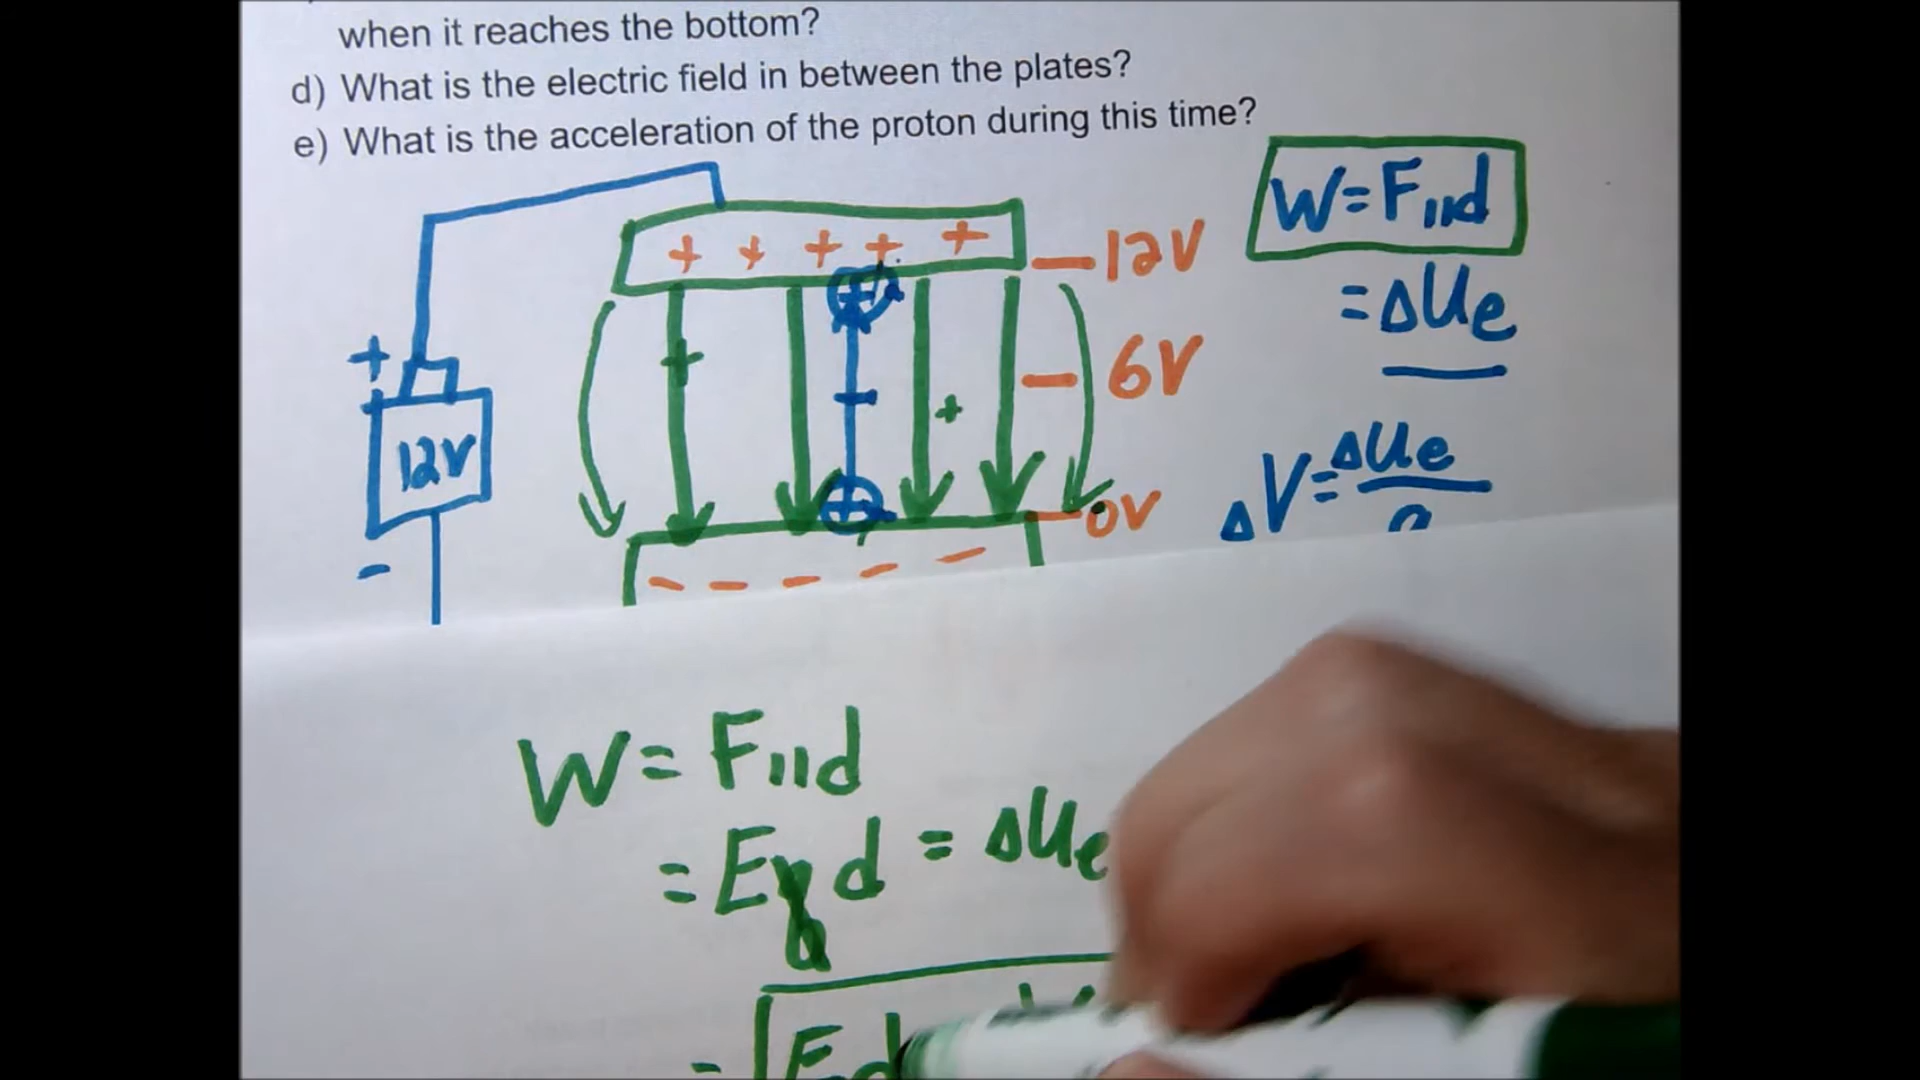 when it reaches the bottom?
d) What is the electric field in between the plates?
e) What is the acceleration of the proton during this time?
W=F॥d
=ΔUe
ΔV=ΔUe
+ + + + +
12V
6V
0V
+
12V
-
+
+
- - - - -
W=F॥d
=Eqd=ΔUe
=Ed